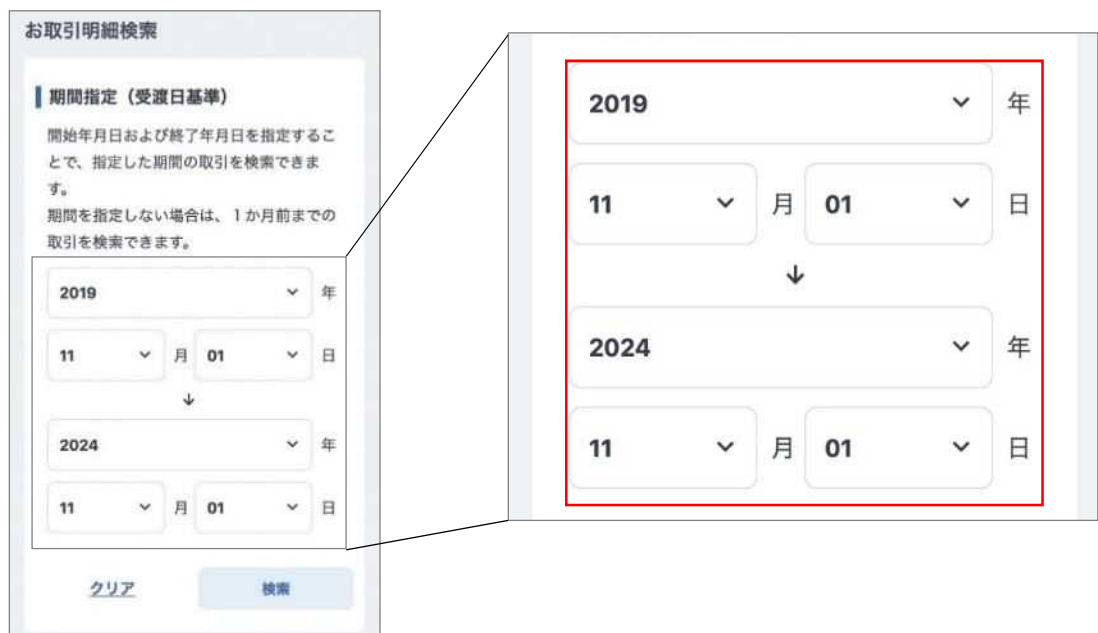 お取引明細検索
期間指定（受渡日基準）
開始年月日および終了年月日を指定するこ
とで、指定した期間の取引を検索できま
す。
期間を指定しない場合は、１か月前までの
取引を検索できます。
2019 年
11 月 01 日
↓
2024 年
11 月 01 日
クリア 検索
2019 年
11 月 01 日
↓
2024 年
11 月 01 日